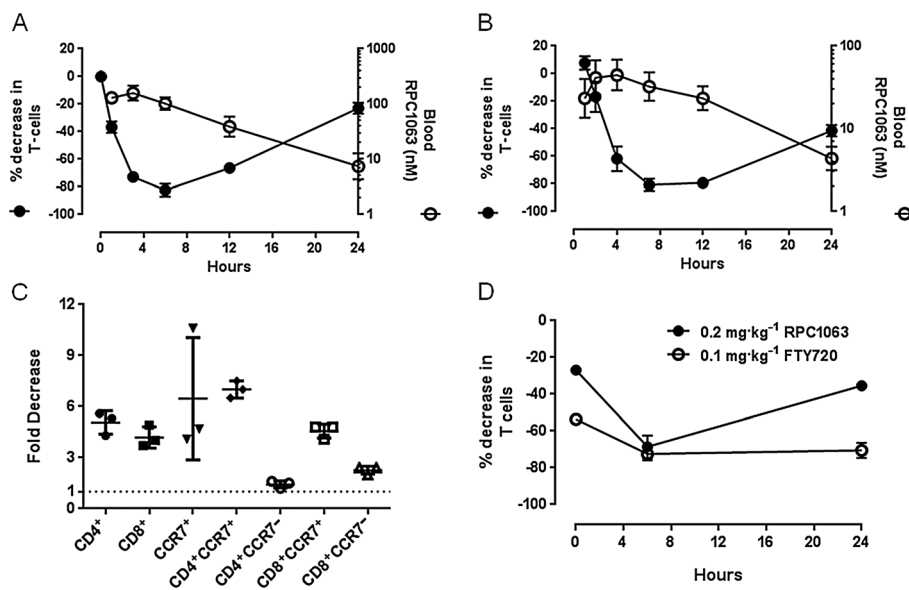 A
% decrease in
T-cells
20
0
-20
-40
-60
-80
-100
1000
100
10
1
Blood
RPC1063 (nM)
0
4
8
12
16
20
24
Hours
B
% decrease in
T-cells
20
0
-20
-40
-60
-80
-100
100
10
1
Blood
RPC1063 (nM)
0
4
8
12
16
20
24
Hours
C
Fold Decrease
12
9
6
3
1
0
CD4⁺
CD8⁺
CCR7⁺
CD4⁺CCR7⁺
CD4⁺CCR7⁻
CD8⁺CCR7⁺
CD8⁺CCR7⁻
D
% decrease in
T cells
0
-20
-40
-60
-80
-100
0.2 mg·kg⁻¹ RPC1063
0.1 mg·kg⁻¹ FTY720
0
4
8
12
16
20
24
Hours